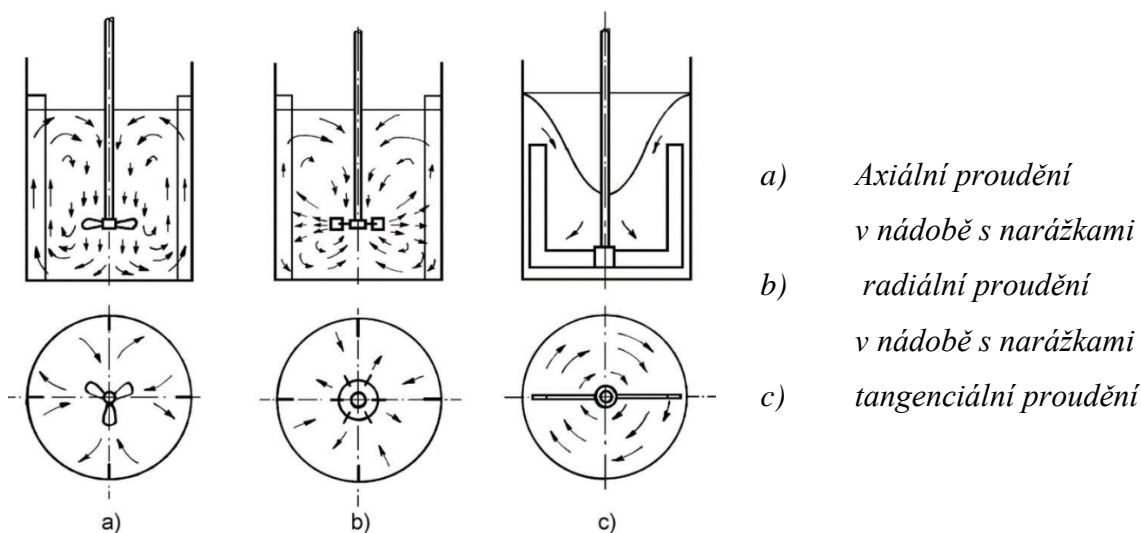 a) Axiální proudění
v nádobě s narážkami
b) radiální proudění
v nádobě s narážkami
c) tangenciální proudění
a) b) c)